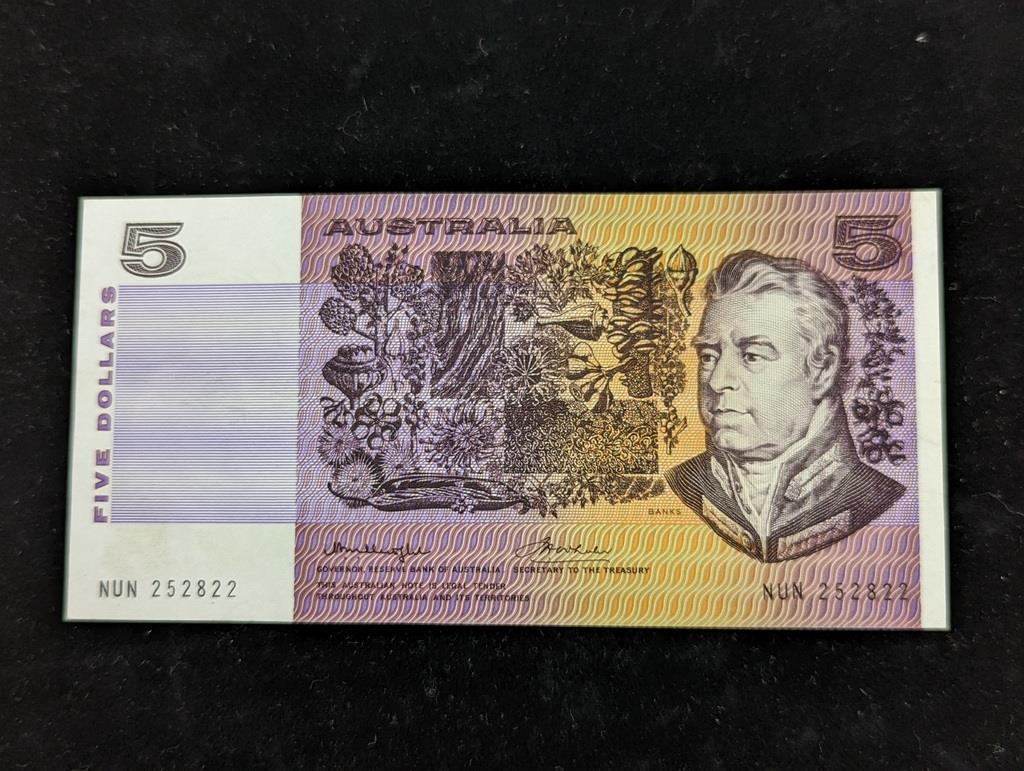 5
AUSTRALIA
5
FIVE DOLLARS
BANKS
GOVERNOR, RESERVE BANK OF AUSTRALIA. SECRETARY TO THE TREASURY
THIS AUSTRALIAN NOTE IS LEGAL TENDER
THROUGHOUT AUSTRALIA AND ITS TERRITORIES
NUN 252822
NUN 252822